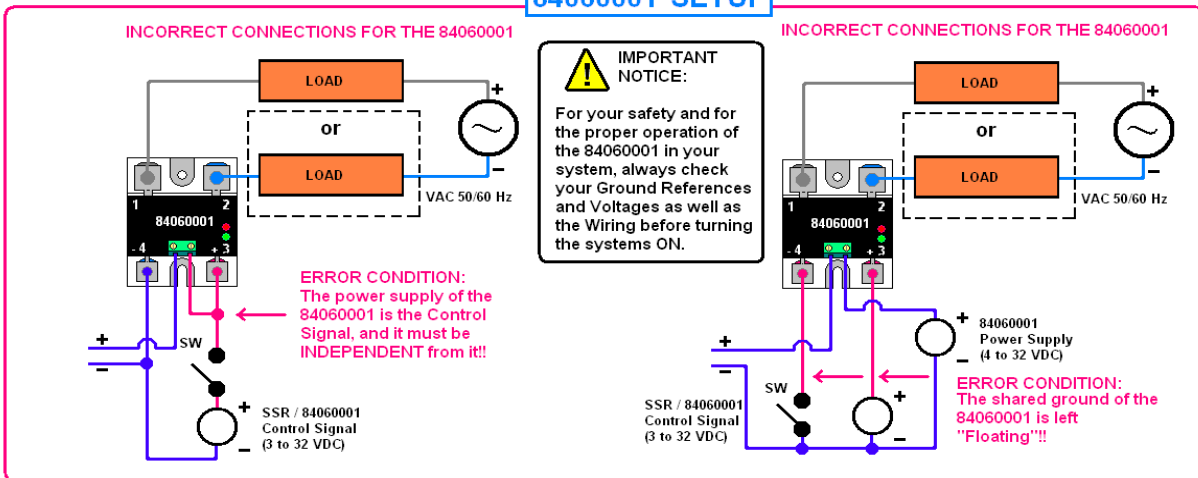 84060001 SETUP
INCORRECT CONNECTIONS FOR THE 84060001
LOAD
or
LOAD
+
−
VAC 50/60 Hz
1
2
84060001
- 4
+ 3
ERROR CONDITION:
The power supply of the
84060001 is the Control
Signal, and it must be
INDEPENDENT from it!!
+
−
SW
+
−
SSR / 84060001
Control Signal
(3 to 32 VDC)
!
IMPORTANT
NOTICE:
For your safety and for
the proper operation of
the 84060001 in your
system, always check
your Ground References
and Voltages as well as
the Wiring before turning
the systems ON.
INCORRECT CONNECTIONS FOR THE 84060001
LOAD
or
LOAD
+
−
VAC 50/60 Hz
1
2
84060001
- 4
+ 3
+
−
84060001
Power Supply
(4 to 32 VDC)
+
−
SW
+
−
SSR / 84060001
Control Signal
(3 to 32 VDC)
ERROR CONDITION:
The shared ground of the
84060001 is left
"Floating"!!